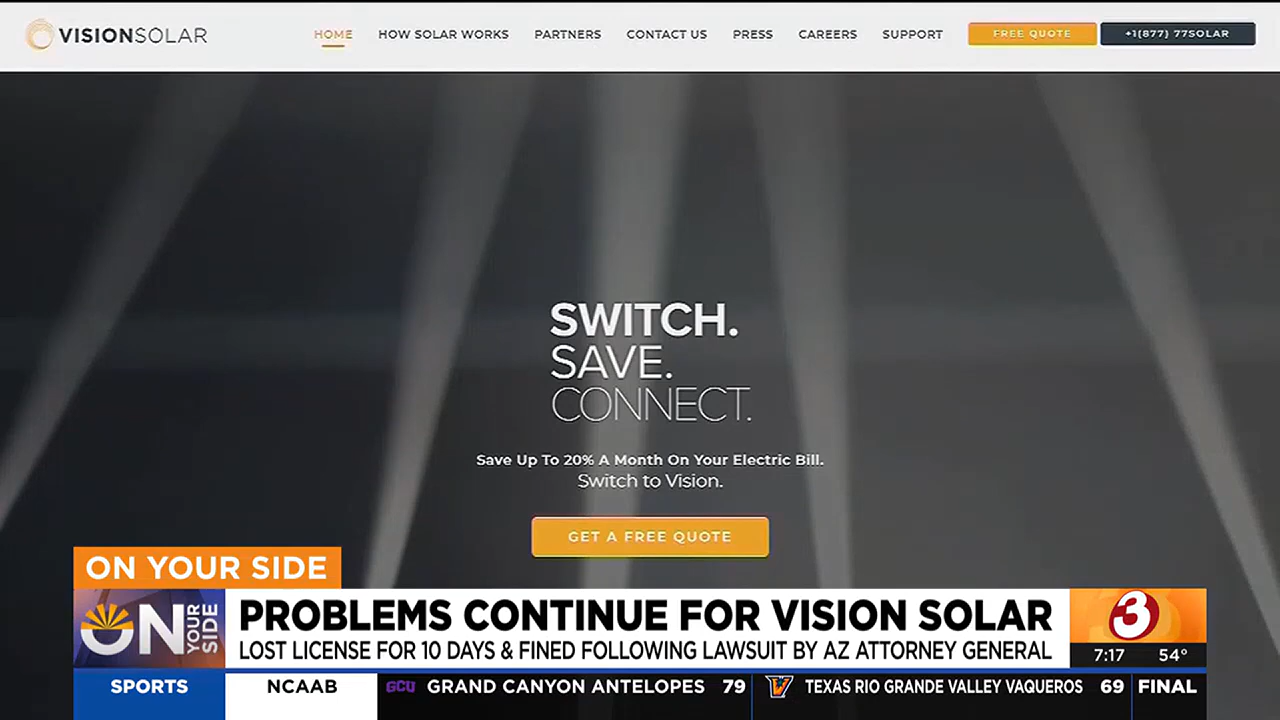 VISIONSOLAR
HOME HOW SOLAR WORKS PARTNERS CONTACT US PRESS CAREERS SUPPORT FREE QUOTE +1(877) 77SOLAR
SWITCH.
SAVE.
CONNECT.
Save Up To 20% A Month On Your Electric Bill.
Switch to Vision.
GET A FREE QUOTE
ON YOUR SIDE
ON YOUR SIDE
PROBLEMS CONTINUE FOR VISION SOLAR
LOST LICENSE FOR 10 DAYS & FINED FOLLOWING LAWSUIT BY AZ ATTORNEY GENERAL
3
7:17 54°
SPORTS NCAAB GCU GRAND CANYON ANTELOPES 79 V TEXAS RIO GRANDE VALLEY VAQUEROS 69 FINAL